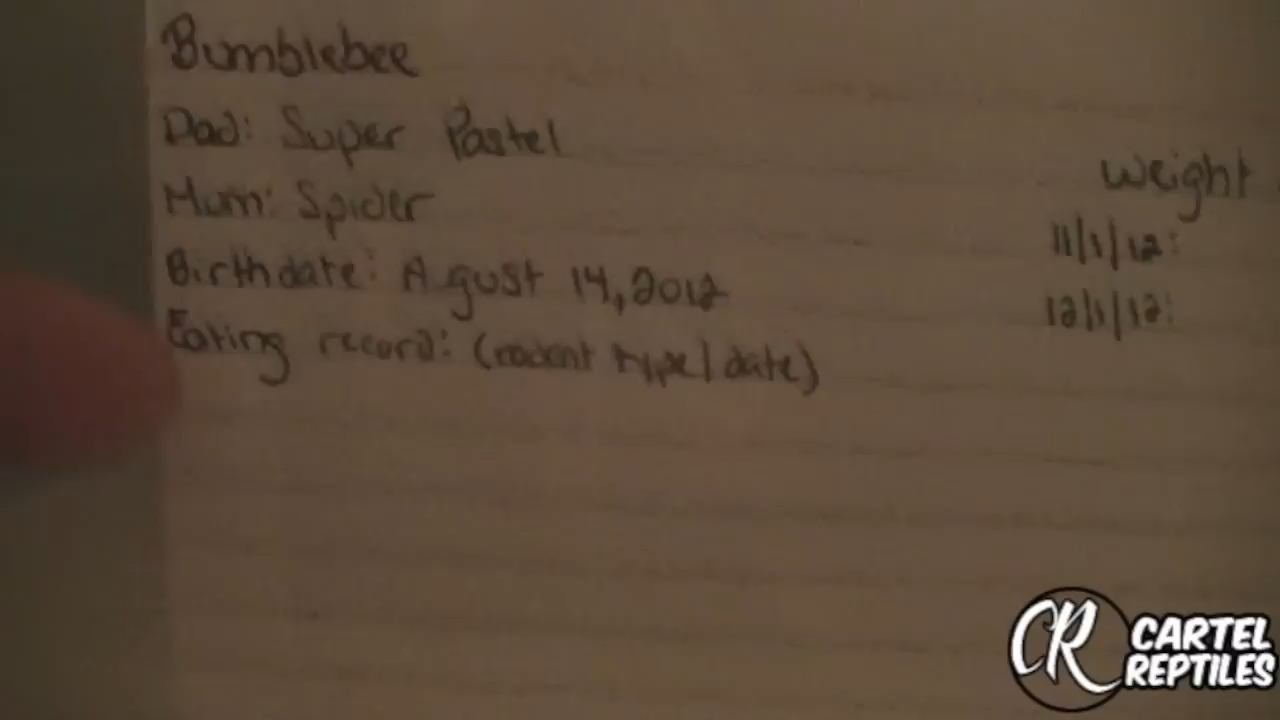 Bumblebee
Dad: Super Pastel
Mum: Spider
Birthdate: August 14, 2012
Eating record: (rodent type/date)
Weight
11/1/12:
12/1/12:
CR CARTEL
REPTILES